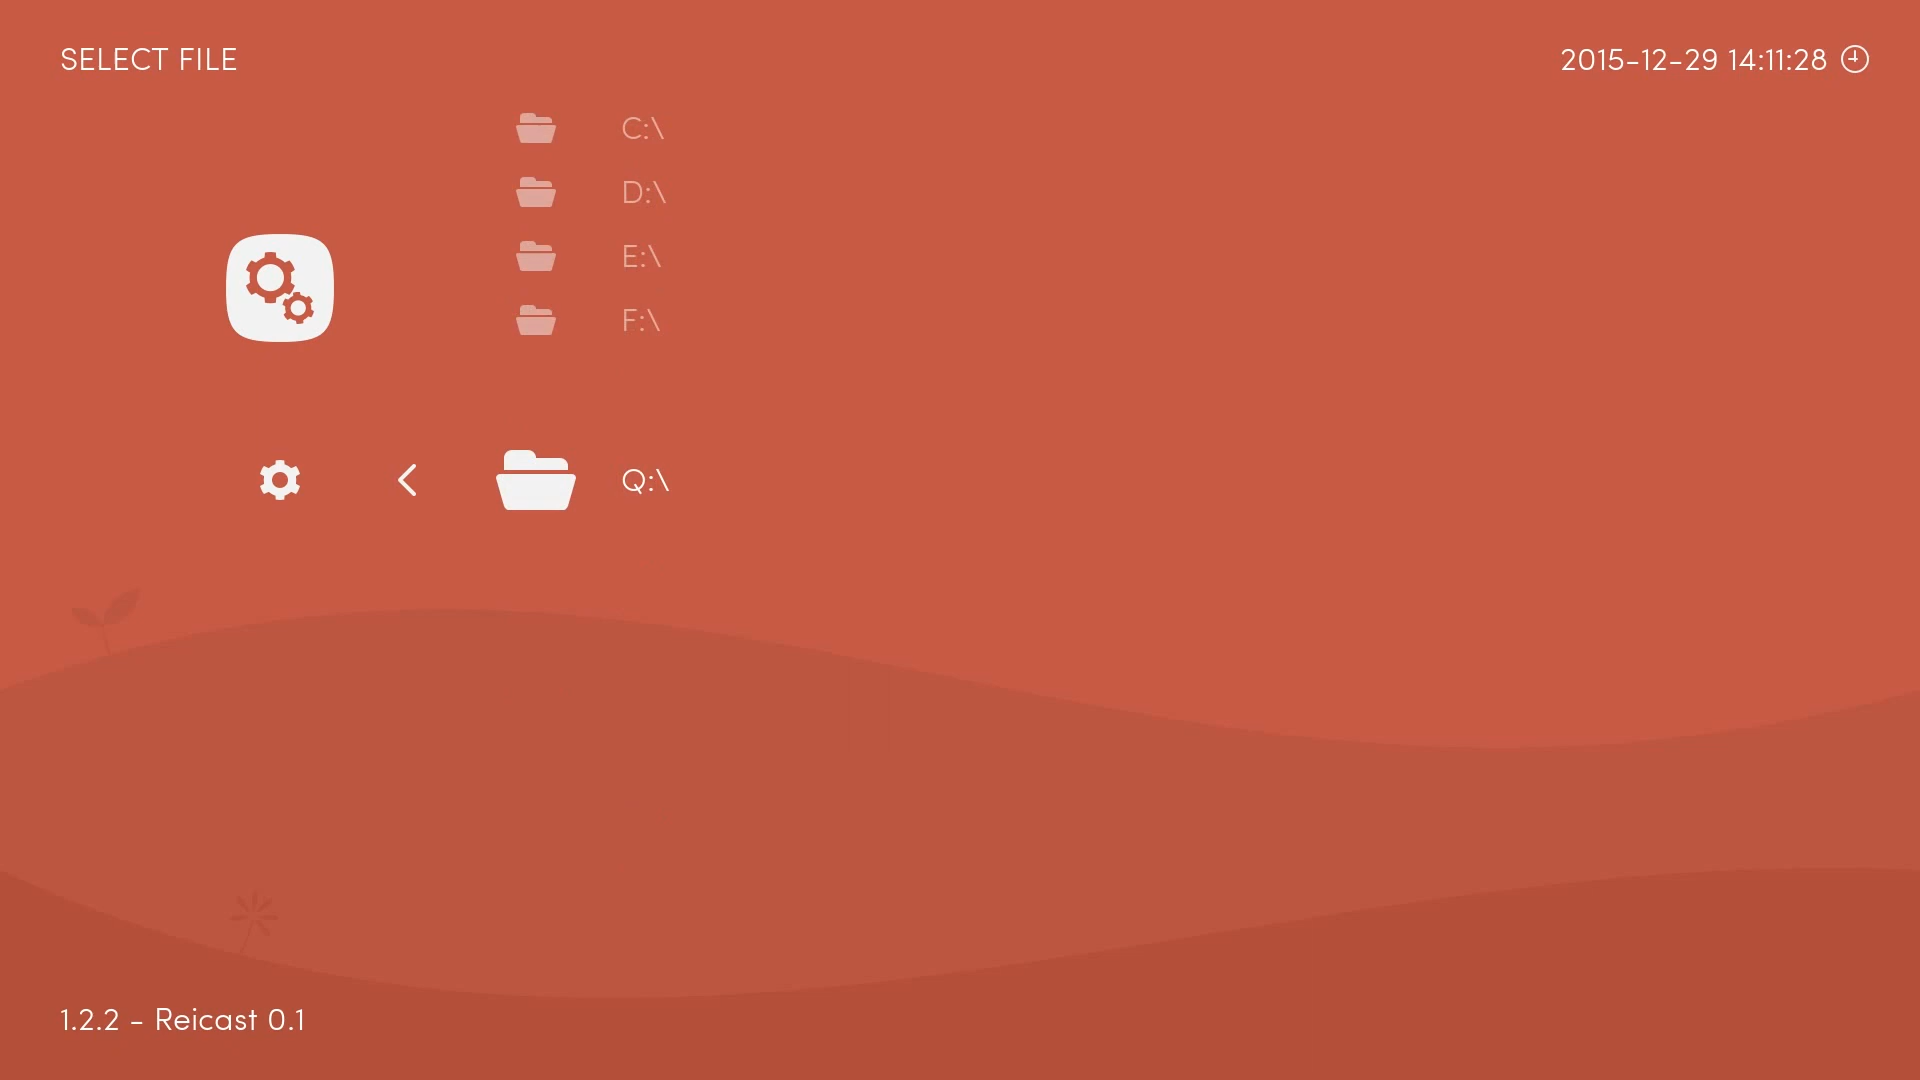 SELECT FILE
2015-12-29 14:11:28
C:\
D:\
E:\
F:\
Q:\
1.2.2 - Reicast 0.1